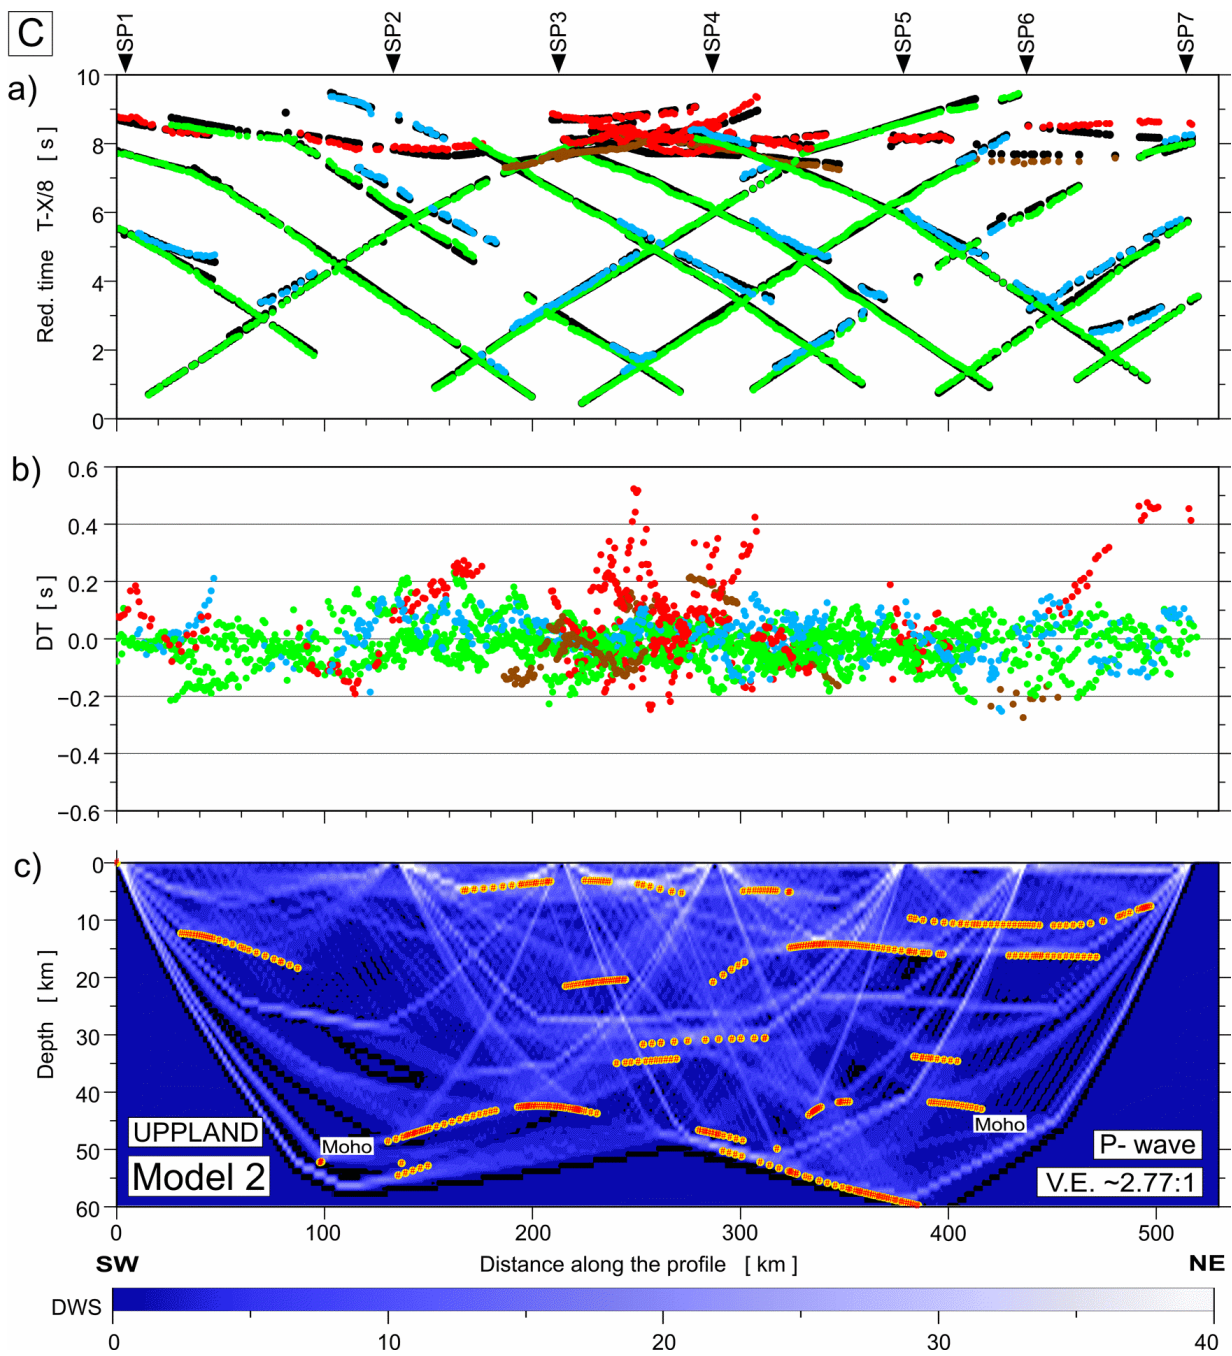 C
SP1 SP2 SP3 SP4 SP5 SP6 SP7
a)
10
8
6
4
2
0
Red. time T-X/8 [ s ]
b)
0.6
0.4
0.2
0.0
−0.2
−0.4
−0.6
DT [ s ]
c)
0
10
20
30
40
50
60
Depth [ km ]
UPPLAND
Model 2
Moho
Moho
P- wave
V.E. ~2.77:1
0 100 200 300 400 500
SW Distance along the profile [ km ] NE
DWS
0 10 20 30 40